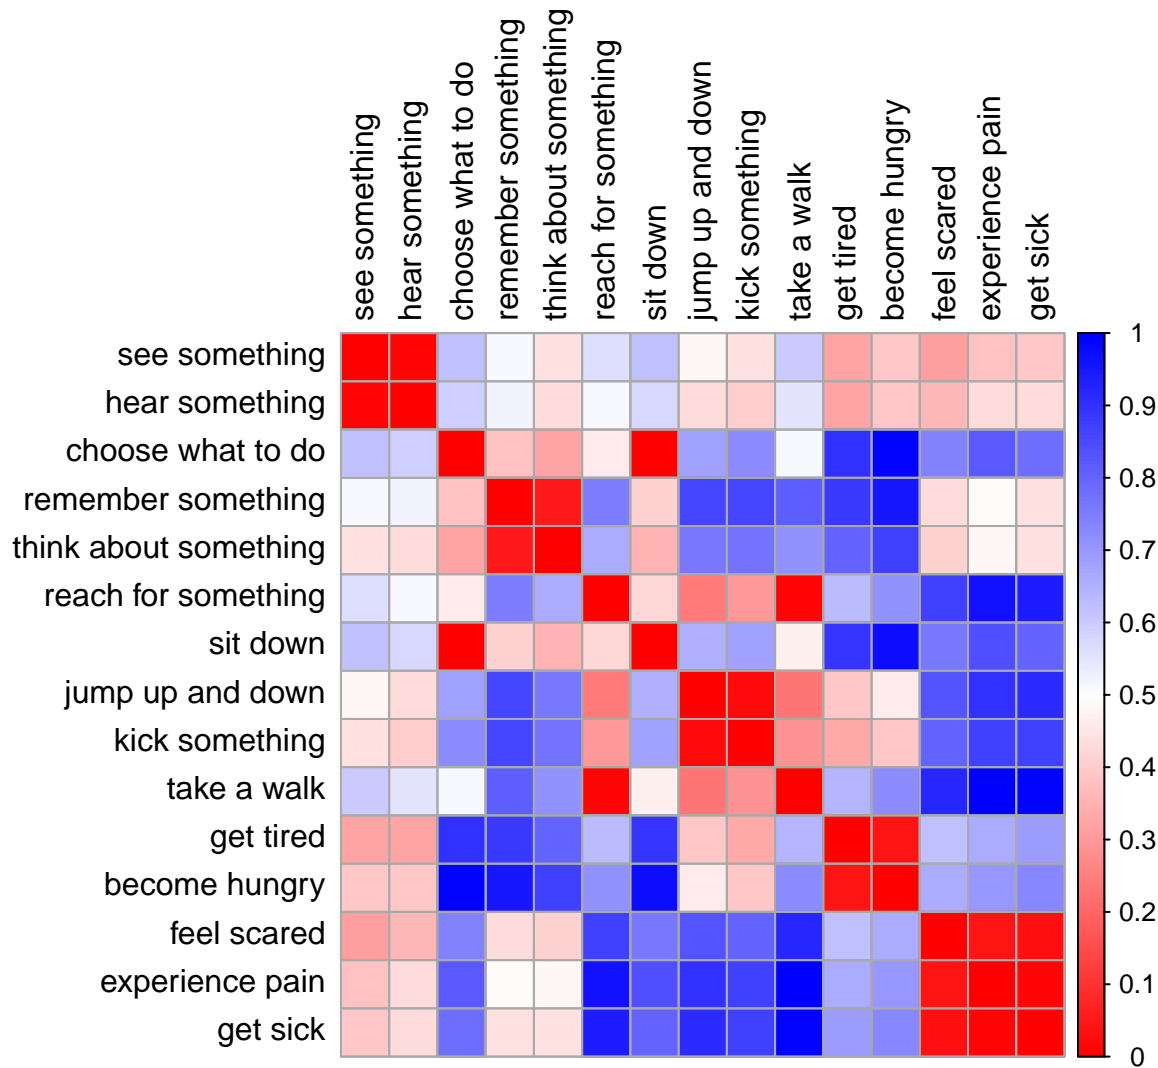 see something
hear something
choose what to do
remember something
think about something
reach for something
sit down
jump up and down
kick something
take a walk
get tired
become hungry
feel scared
experience pain
get sick
see something
hear something
choose what to do
remember something
think about something
reach for something
sit down
jump up and down
kick something
take a walk
get tired
become hungry
feel scared
experience pain
get sick
1
0.9
0.8
0.7
0.6
0.5
0.4
0.3
0.2
0.1
0